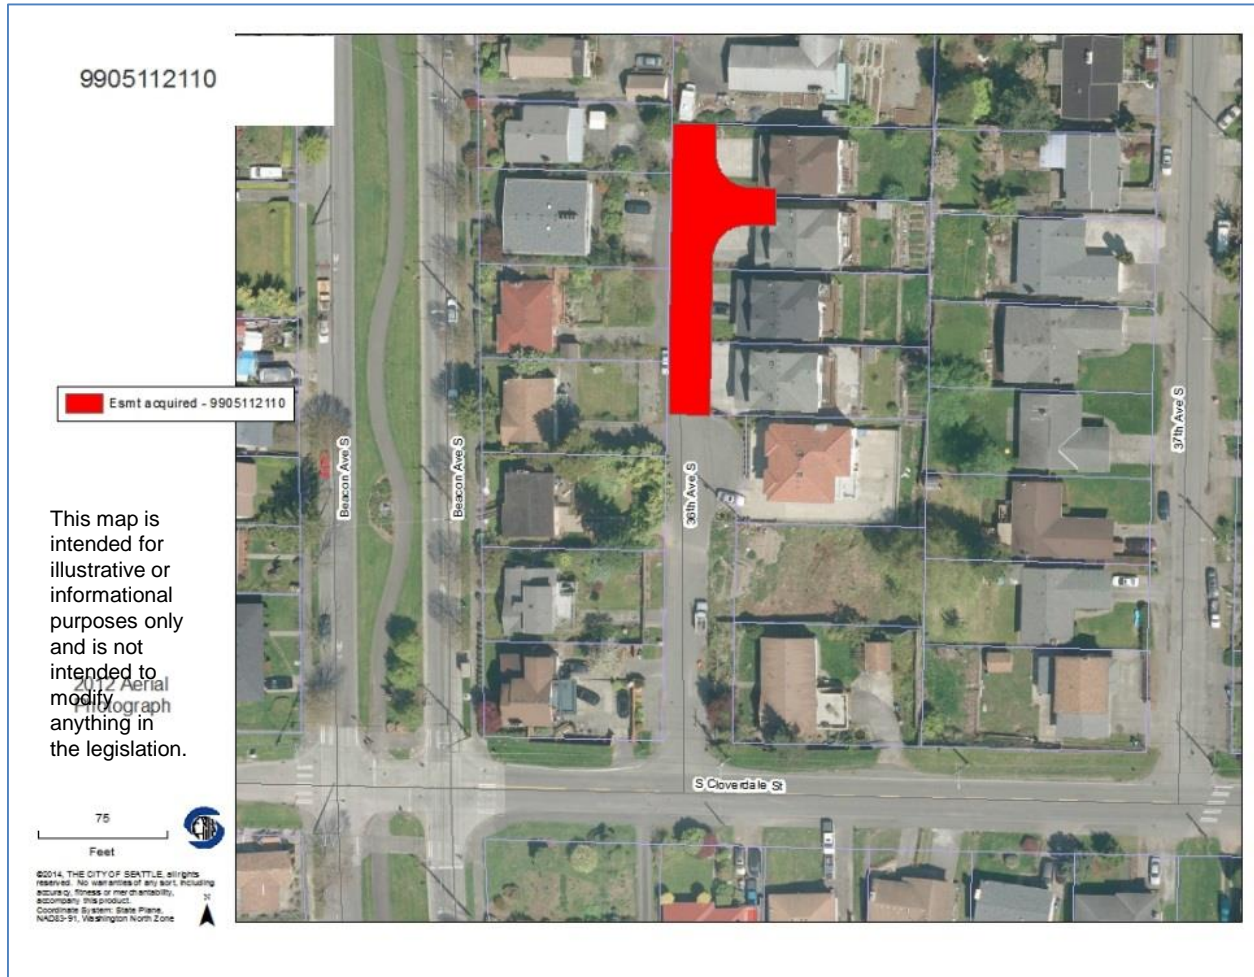 9905112110
Esmt acquired - 9905112110
This map is
intended for
illustrative or
informational
purposes only
and is not
intended to
modify
anything in
the legislation.
2012 Aerial
Photograph
75
Feet
©2014, THE CITY OF SEATTLE, all rights
reserved. No warranties of any sort, including
accuracy, fitness or merchantability,
accompany this product.
Coordinate System: State Plane,
NAD83-91, Washington North Zone
N
Beacon Ave S
Beacon Ave S
36th Ave S
37th Ave S
S Cloverdale St